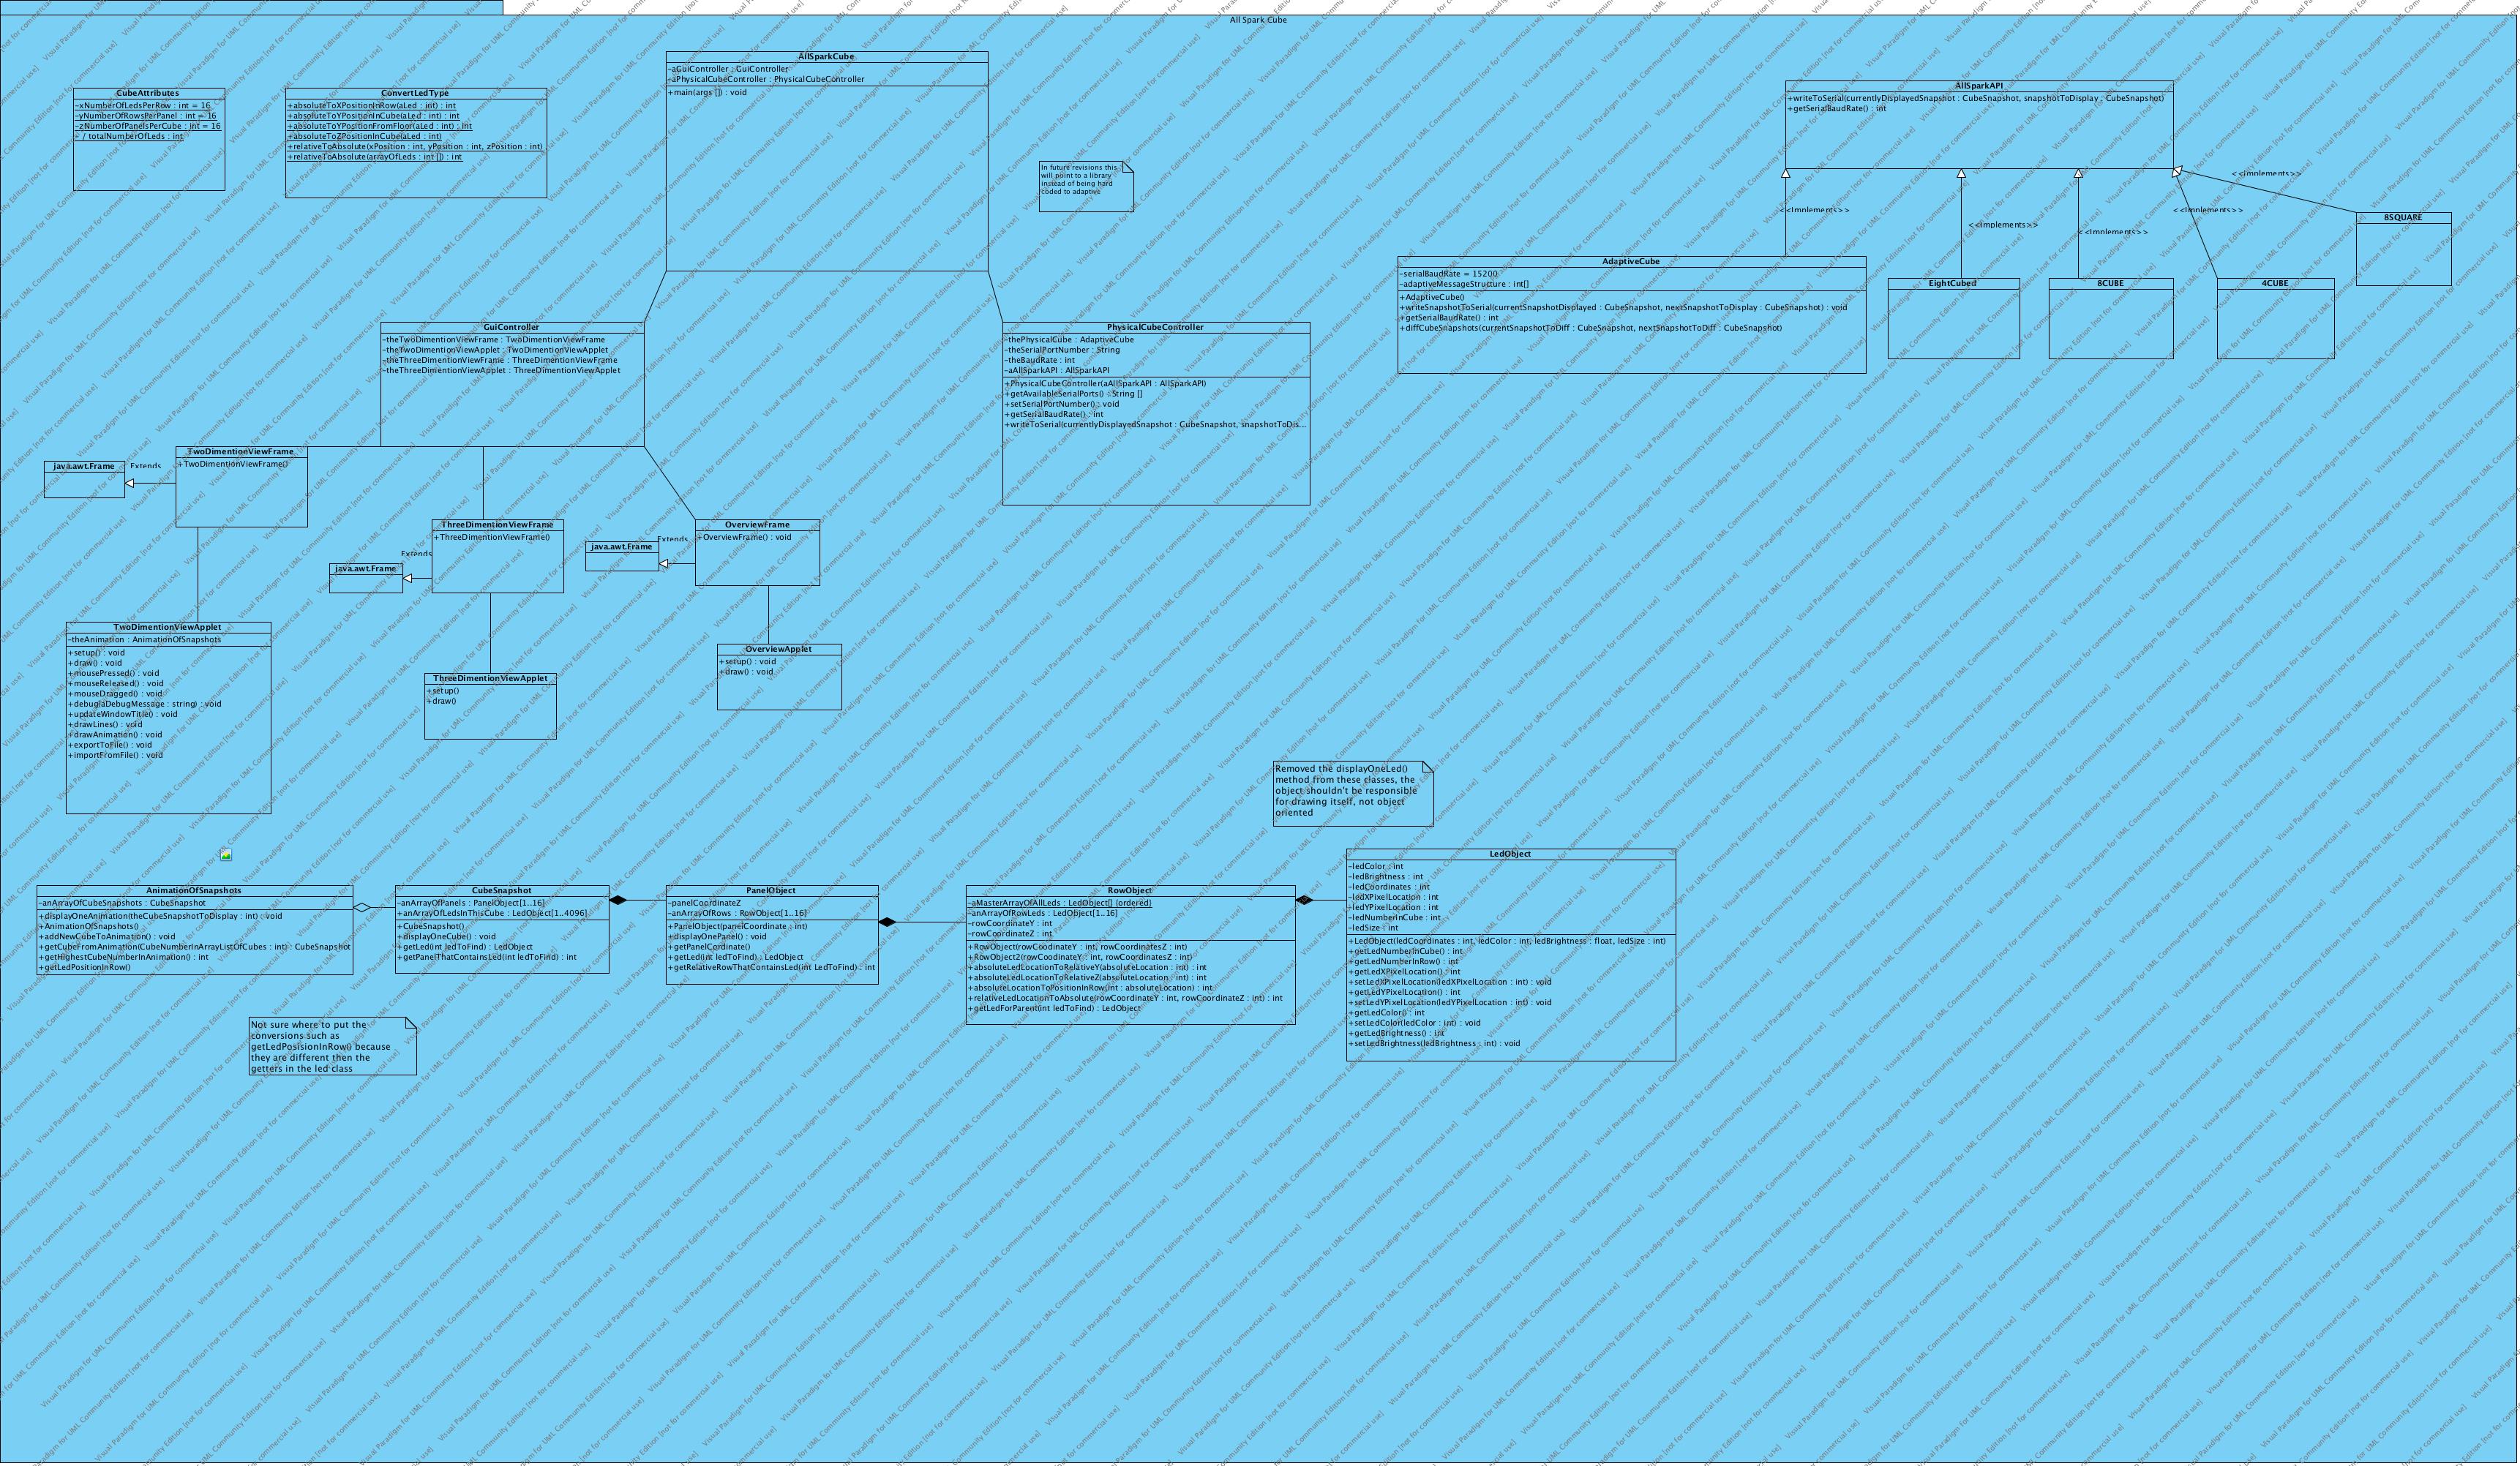 All Spark Cube
AllSparkCube
-aGuiController : GuiController
-aPhysicalCubeController : PhysicalCubeController
+main(args []) : void
CubeAttributes
-xNumberOfLedsPerRow : int = 16
-yNumberOfRowsPerPanel : int = 16
-zNumberOfPanelsPerCube : int = 16
- / totalNumberOfLeds : int
ConvertLedType
+absoluteToXPositionInRow(aLed : int) : int
+absoluteToYPositionInCube(aLed : int) : int
+absoluteToYPositionFromFloor(aLed : int) : int
+absoluteToZPositionInCube(aLed : int)
+relativeToAbsolute(xPosition : int, yPosition : int, zPosition : int)
+relativeToAbsolute(arrayOfLeds : int []) : int
In future revisions this
will point to a library
instead of being hard
coded to adaptive
AllSparkAPI
+writeToSerial(currentlyDisplayedSnapshot : CubeSnapshot, snapshotToDisplay : CubeSnapshot)
+getSerialBaudRate() : int
<<Implements>>
<<Implements>>
<<Implements>>
<<Implements>>
<<Implements>>
8SQUARE
AdaptiveCube
-serialBaudRate = 15200
-adaptiveMessageStructure : int[]
+AdaptiveCube()
+writeSnapshotToSerial(currentSnapshotDisplayed : CubeSnapshot, nextSnapshotToDisplay : CubeSnapshot) : void
+getSerialBaudRate() : int
+diffCubeSnapshots(currentSnapshotToDiff : CubeSnapshot, nextSnapshotToDiff : CubeSnapshot)
EightCubed
8CUBE
4CUBE
GuiController
-theTwoDimentionViewFrame : TwoDimentionViewFrame
-theTwoDimentionViewApplet : TwoDimentionViewApplet
-theThreeDimentionViewFrame : ThreeDimentionViewFrame
-theThreeDimentionViewApplet : ThreeDimentionViewApplet
PhysicalCubeController
-thePhysicalCube : AdaptiveCube
-theSerialPortNumber : String
-theBaudRate : int
-aAllSparkAPI : AllSparkAPI
+PhysicalCubeController(aAllSparkAPI : AllSparkAPI)
+getAvailableSerialPorts() : String []
+setSerialPortNumber() : void
+getSerialBaudRate() : int
+writeToSerial(currentlyDisplayedSnapshot : CubeSnapshot, snapshotToDis...
java.awt.Frame
Extends
TwoDimentionViewFrame
+TwoDimentionViewFrame()
java.awt.Frame
Extends
ThreeDimentionViewFrame
+ThreeDimentionViewFrame()
java.awt.Frame
Extends
OverviewFrame
+OverviewFrame() : void
TwoDimentionViewApplet
-theAnimation : AnimationOfSnapshots
+setup() : void
+draw() : void
+mousePressed() : void
+mouseReleased() : void
+mouseDragged() : void
+debug(aDebugMessage : string) : void
+updateWindowTitle() : void
+drawLines() : void
+drawAnimation() : void
+exportToFile() : void
+importFromFile() : void
ThreeDimentionViewApplet
+setup()
+draw()
OverviewApplet
+setup() : void
+draw() : void
Removed the displayOneLed()
method from these classes, the
object shouldn't be responsible
for drawing itself, not object
oriented
AnimationOfSnapshots
-anArrayOfCubeSnapshots : CubeSnapshot
+displayOneAnimation(theCubeSnapshotToDisplay : int) : void
+AnimationOfSnapshots()
+addNewCubeToAnimation() : void
+getCubeFromAnimation(CubeNumberInArrayListOfCubes : int) : CubeSnapshot
+getHighestCubeNumberInAnimation() : int
+getLedPositionInRow()
CubeSnapshot
-anArrayOfPanels : PanelObject[1..16]
+anArrayOfLedsInThisCube : LedObject[1..4096]
+CubeSnapshot()
+displayOneCube() : void
+getLed(int ledToFind) : LedObject
+getPanelThatContainsLed(int ledToFind) : int
PanelObject
-panelCoordinateZ
-anArrayOfRows : RowObject[1..16]
+PanelObject(panelCoordinate : int)
+displayOnePanel() : void
+getPanelCordinate()
+getLed(int ledToFind) : LedObject
+getRelativeRowThatContainsLed(int LedToFind) : int
RowObject
-aMasterArrayOfAllLeds : LedObject[] {ordered}
-anArrayOfRowLeds : LedObject[1..16]
-rowCoordinateY : int
-rowCoordinateZ : int
+RowObject(rowCoodinateY : int, rowCoordinatesZ : int)
+RowObject2(rowCoodinateY : int, rowCoordinatesZ : int)
+absoluteLedLocationToRelativeY(absoluteLocation : int) : int
+absoluteLedLocationToRelativeZ(absoluteLocation : int) : int
+absoluteLocationToPositionInRow(int : absoluteLocation) : int
+relativeLedLocationToAbsolute(rowCoordinateY : int, rowCoordinateZ : int) : int
+getLedForParent(int ledToFind) : LedObject
LedObject
-ledColor : int
-ledBrightness : int
-ledCoordinates : int
-ledXPixelLocation : int
-ledYPixelLocation : int
-ledNumberInCube : int
-ledSize : int
+LedObject(ledCoordinates : int, ledColor : int, ledBrightness : float, ledSize : int)
+getLedNumberInCube() : int
+getLedNumberInRow() : int
+getLedXPixelLocation() : int
+setLedXPixelLocation(ledXPixelLocation : int) : void
+getLedYPixelLocation() : int
+setLedYPixelLocation(ledYPixelLocation : int) : void
+getLedColor() : int
+setLedColor(ledColor : int) : void
+getLedBrightness() : int
+setLedBrightness(ledBrightness : int) : void
Not sure where to put the
conversions such as
getLedPosisionInRow() because
they are different then the
getters in the led class
Visual Paradigm for UML Community Edition [not for commercial use]